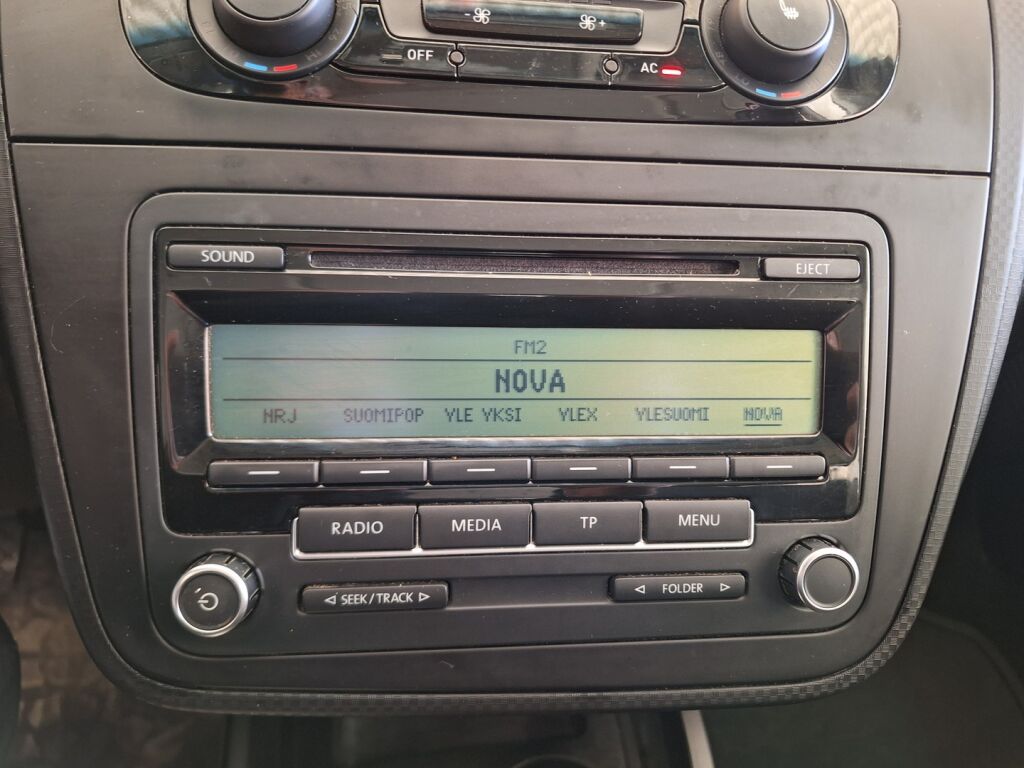 - +
OFF AC
SOUND EJECT
FM2
NOVA
NRJ SUOMIPOP YLE YKSI YLEX YLESUOMI NOVA
RADIO MEDIA TP MENU
SEEK / TRACK FOLDER